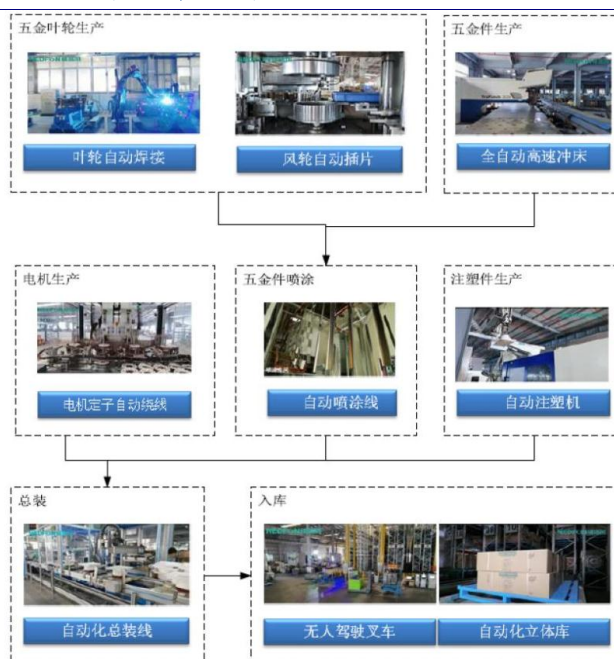 五金叶轮生产
五金件生产
叶轮自动焊接
风轮自动插片
全自动高速冲床
电机生产
五金件喷涂
注塑件生产
电机定子自动绕线
自动喷涂线
自动注塑机
总装
入库
自动化总装线
无人驾驶叉车
自动化立体库